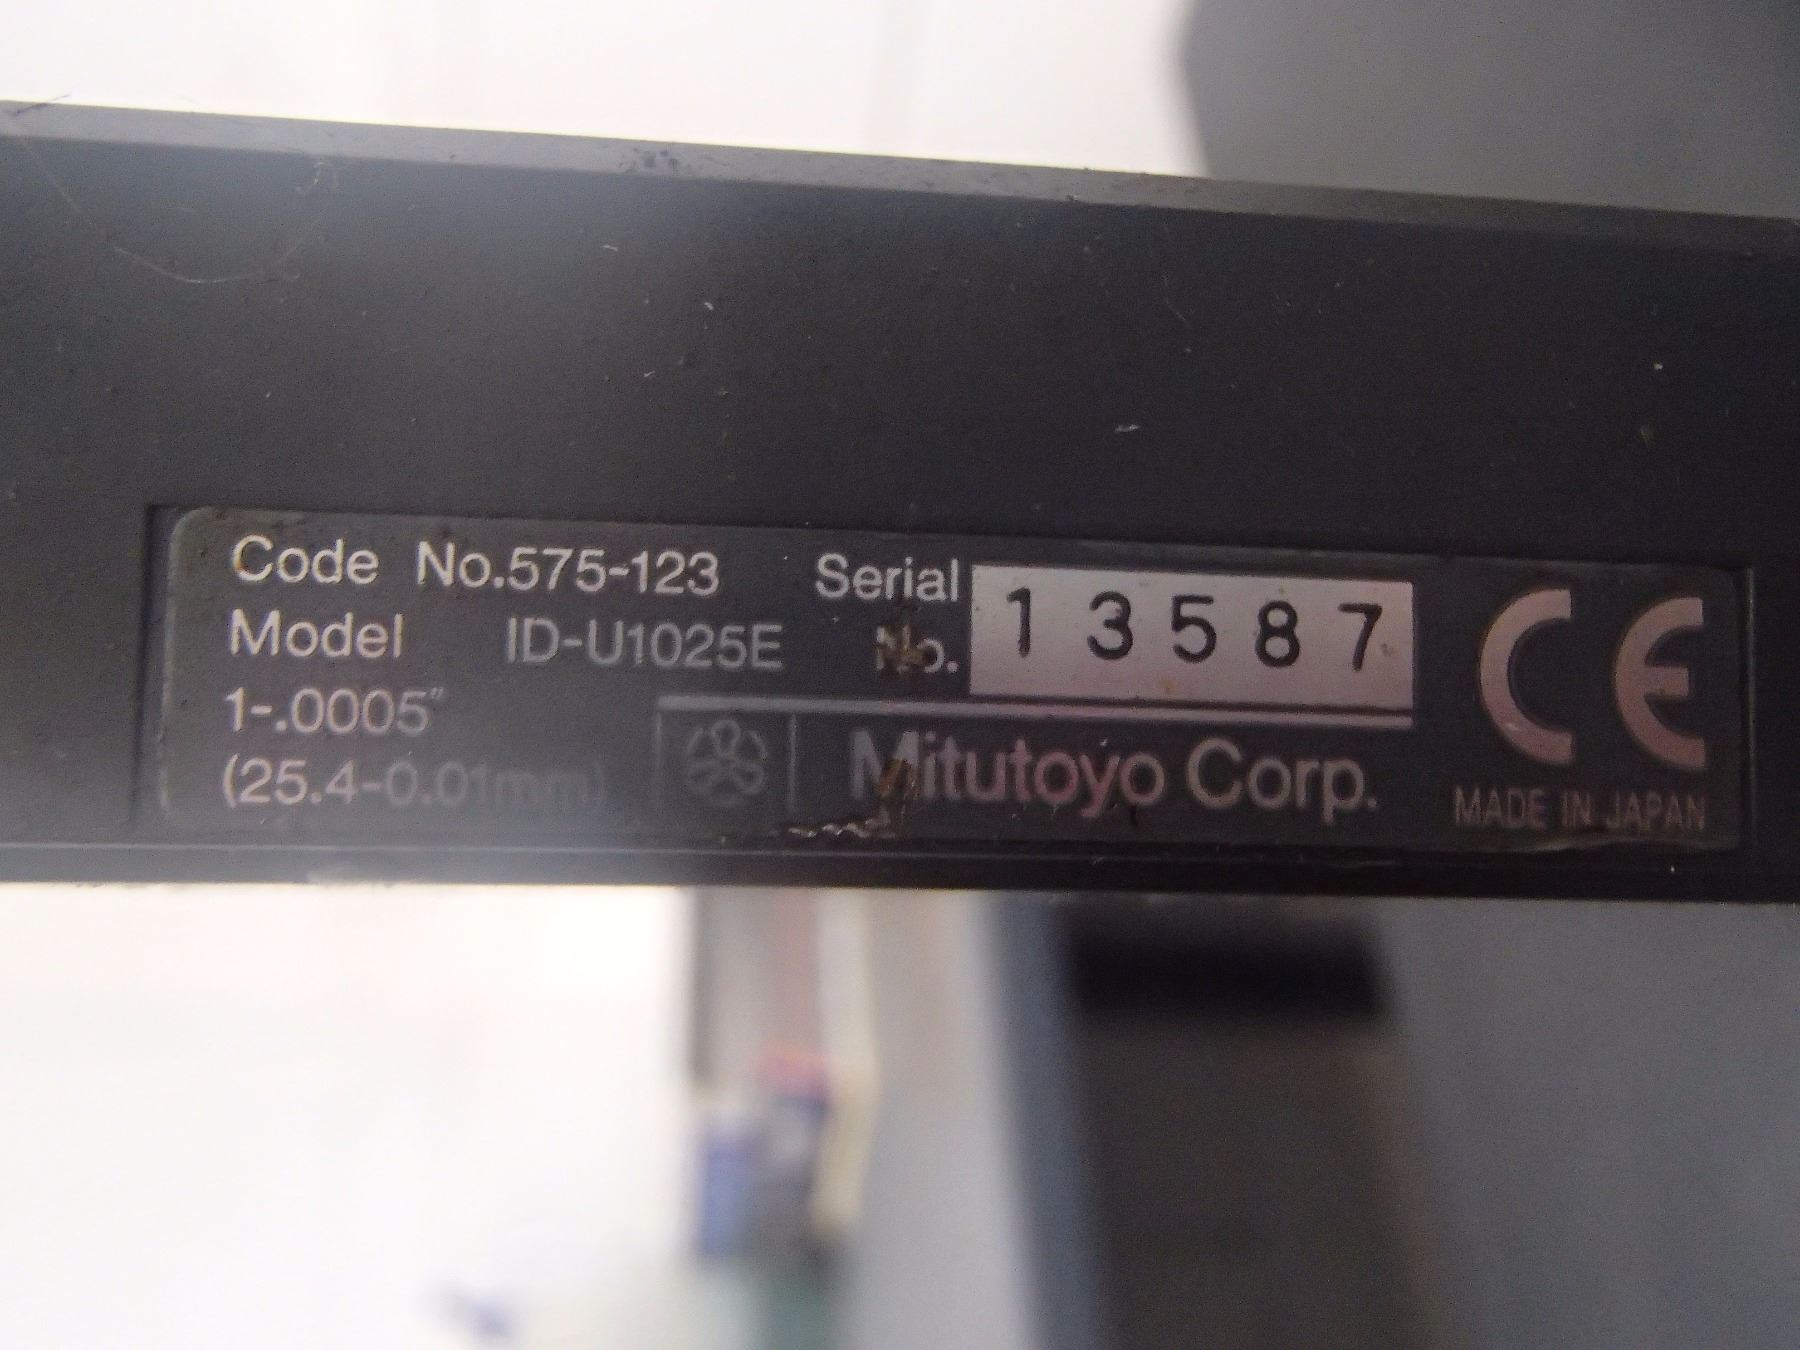 Code No.575-123
Model ID-U1025E
1-.0005"
(25.4-0.01mm)
Serial No. 13587
Mitutoyo Corp.
CE
MADE IN JAPAN